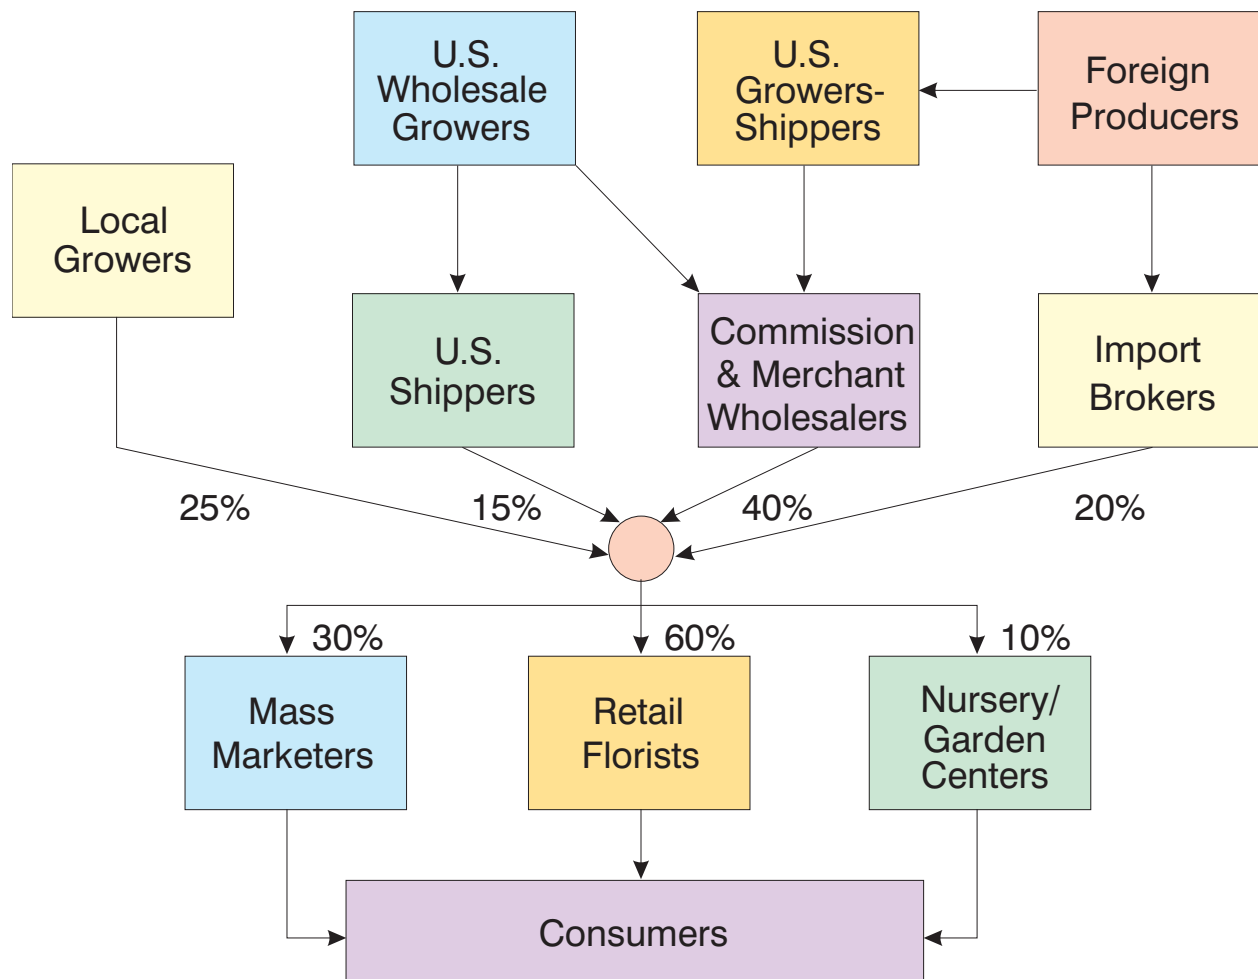 U.S.
Wholesale
Growers
U.S.
Growers-
Shippers
Foreign
Producers
Local
Growers
U.S.
Shippers
Commission
& Merchant
Wholesalers
Import
Brokers
25%
15%
40%
20%
30%
60%
10%
Mass
Marketers
Retail
Florists
Nursery/
Garden
Centers
Consumers